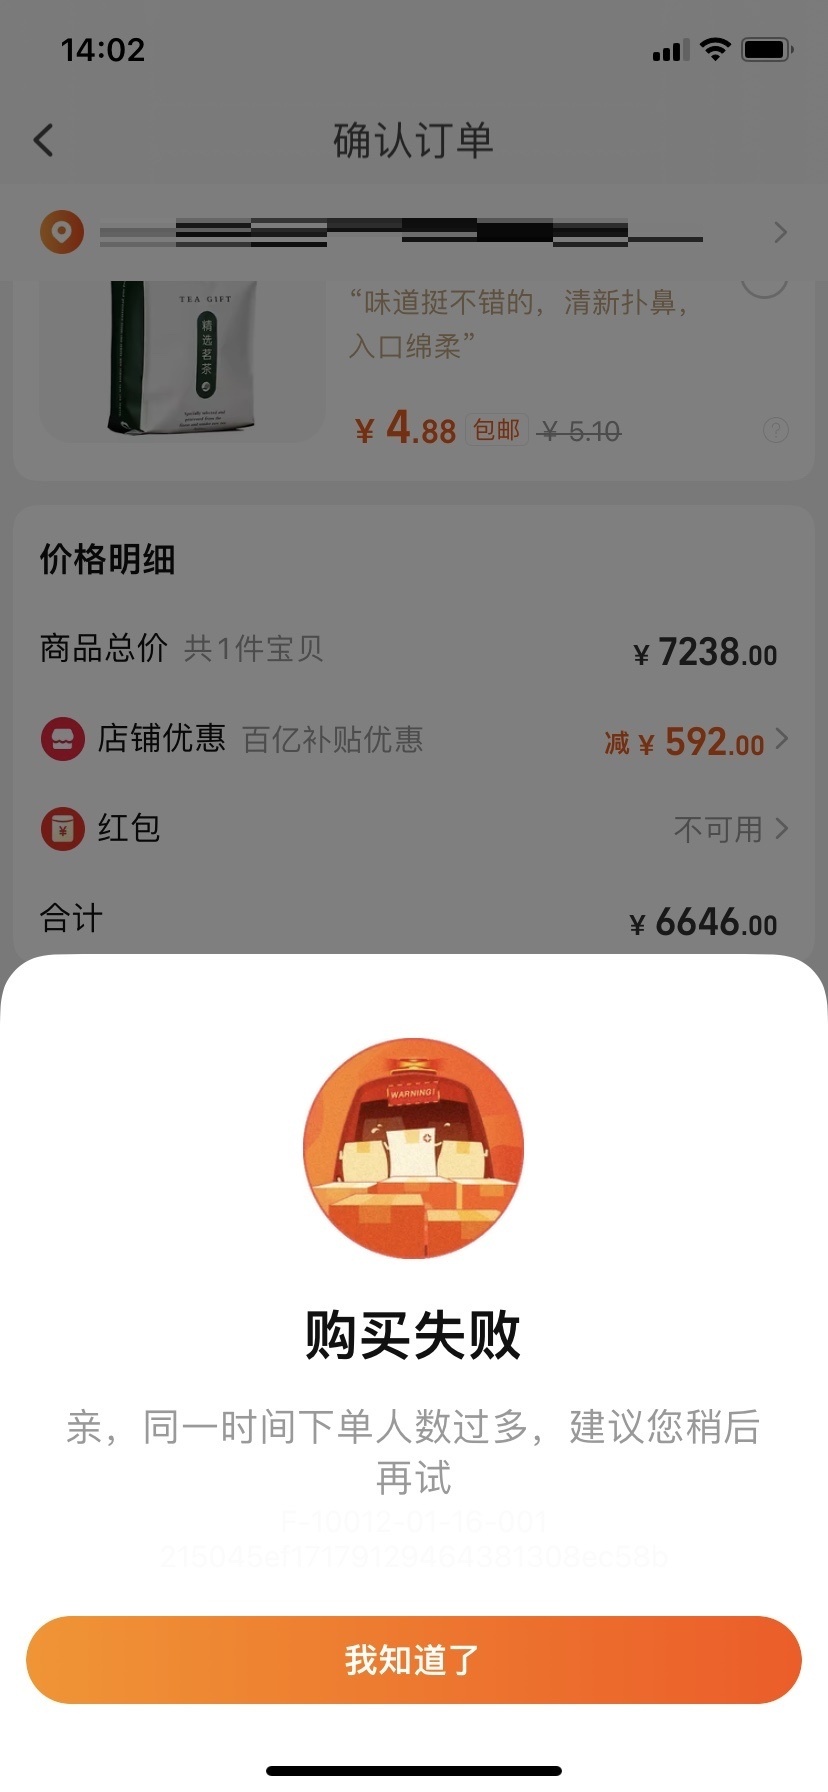 14:02
确认订单
TEA GIFT
精选茗茶
“味道挺不错的，清新扑鼻，
入口绵柔”
¥ 4.88 包邮 ¥ 5.10
价格明细
商品总价 共1件宝贝 ¥ 7238.00
店铺优惠 百亿补贴优惠 减 ¥ 592.00
红包 不可用
合计 ¥ 6646.00
WARNING!
购买失败
亲，同一时间下单人数过多，建议您稍后
再试
F-10012-01-16-001
我知道了